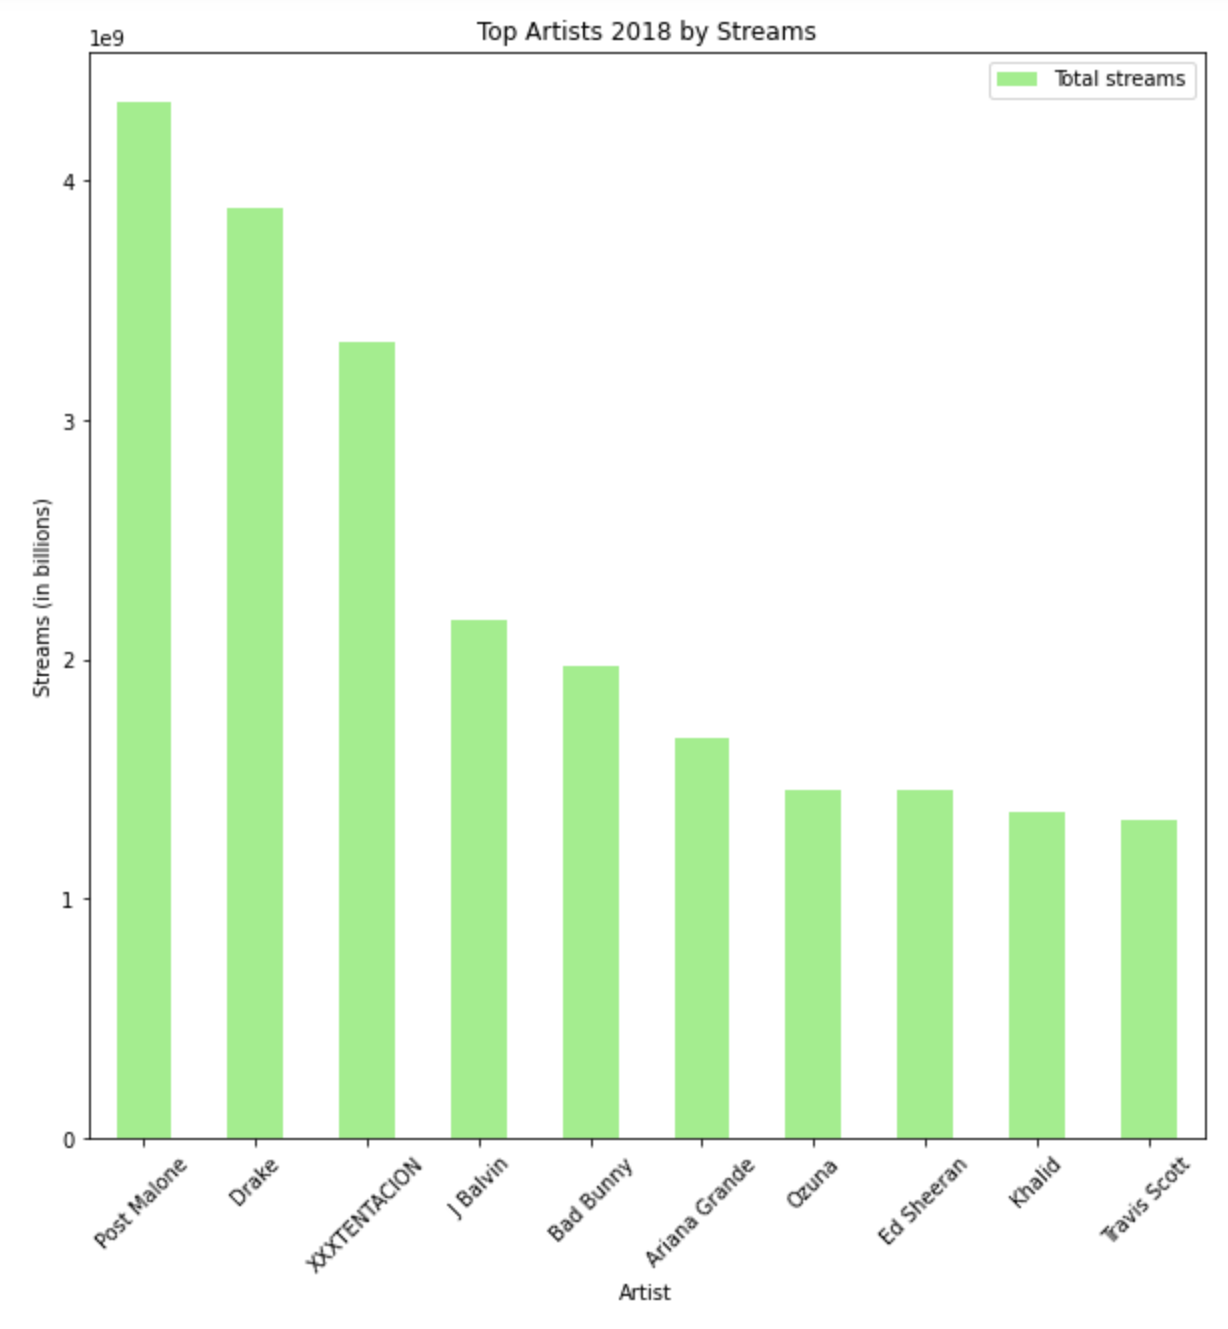 Top Artists 2018 by Streams
1e9
Total streams
4
3
2
1
0
Streams (in billions)
Post Malone
Drake
XXXTENTACION
J Balvin
Bad Bunny
Ariana Grande
Ozuna
Ed Sheeran
Khalid
Travis Scott
Artist